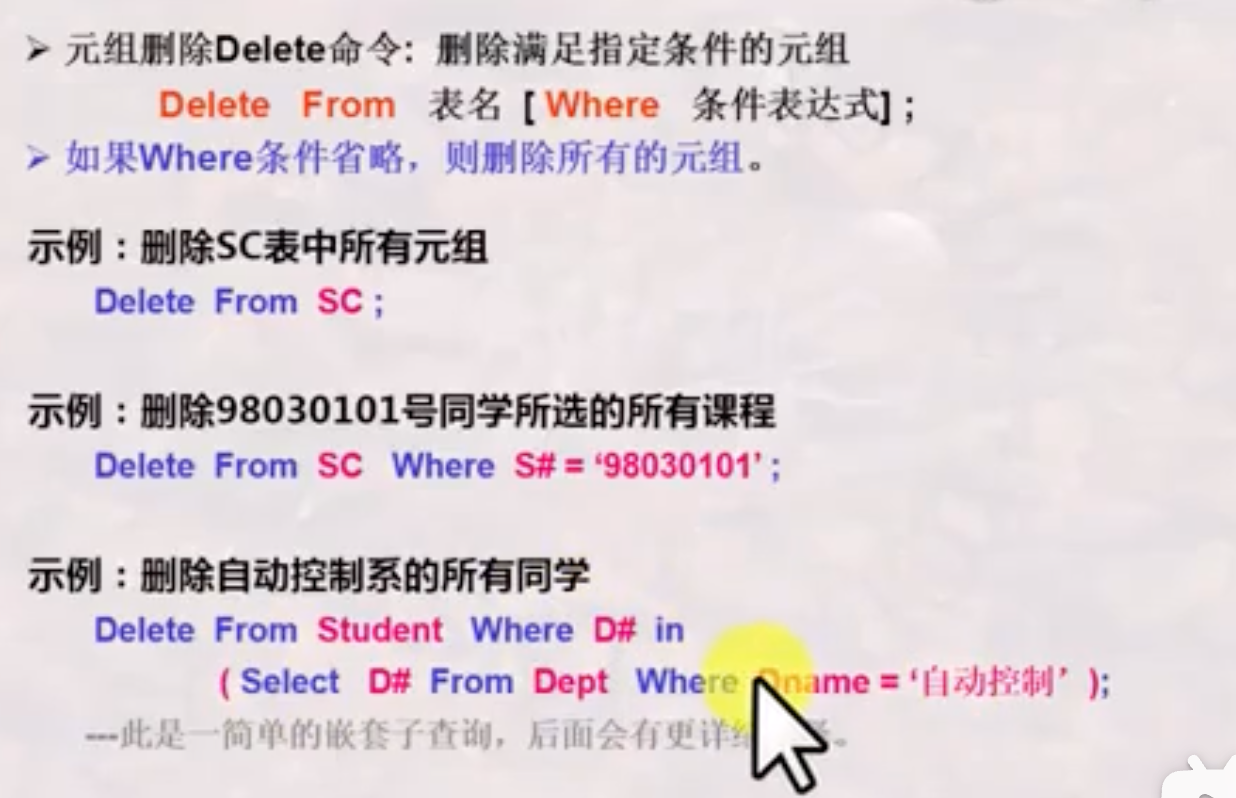 ➢ 元组删除Delete命令: 删除满足指定条件的元组
Delete From 表名 [ Where 条件表达式] ;
➢ 如果Where条件省略，则删除所有的元组。
示例：删除SC表中所有元组
Delete From SC ;
示例：删除98030101号同学所选的所有课程
Delete From SC Where S# = ‘98030101’ ;
示例：删除自动控制系的所有同学
Delete From Student Where D# in
( Select D# From Dept Where Dname = ‘自动控制’ );
---此是一简单的嵌套子查询，后面会有更详细。